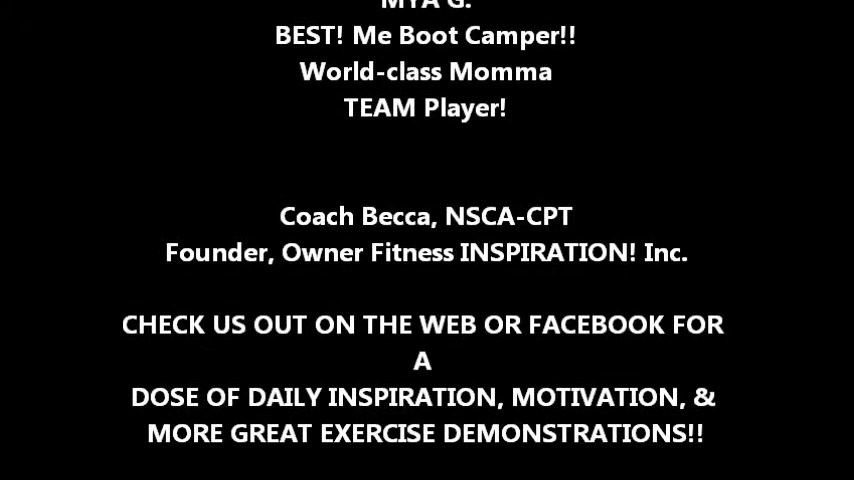 MYA G.
BEST! Me Boot Camper!!
World-class Momma
TEAM Player!
Coach Becca, NSCA-CPT
Founder, Owner Fitness INSPIRATION! Inc.
CHECK US OUT ON THE WEB OR FACEBOOK FOR
A
DOSE OF DAILY INSPIRATION, MOTIVATION, &
MORE GREAT EXERCISE DEMONSTRATIONS!!